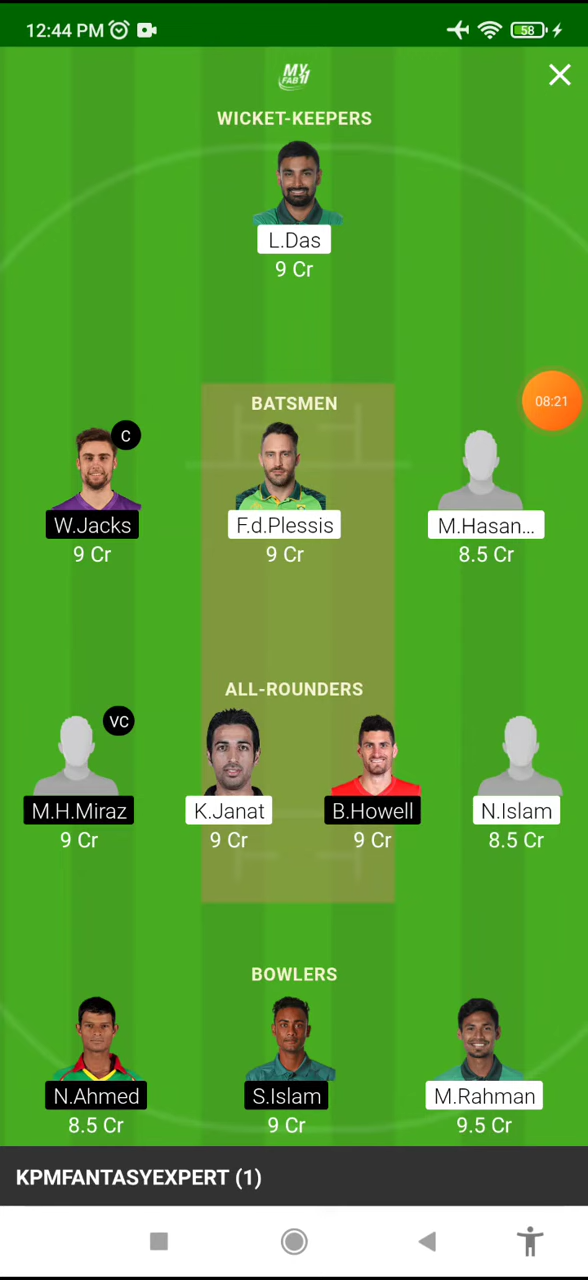 12:44 PM
58
MY
FAB11
WICKET-KEEPERS
L.Das
9 Cr
08:21
BATSMEN
C
W.Jacks
F.d.Plessis
M.Hasan...
9 Cr
9 Cr
8.5 Cr
ALL-ROUNDERS
VC
M.H.Miraz
K.Janat
B.Howell
N.Islam
9 Cr
9 Cr
9 Cr
8.5 Cr
BOWLERS
N.Ahmed
S.Islam
M.Rahman
8.5 Cr
9 Cr
9.5 Cr
KPMFANTASYEXPERT (1)